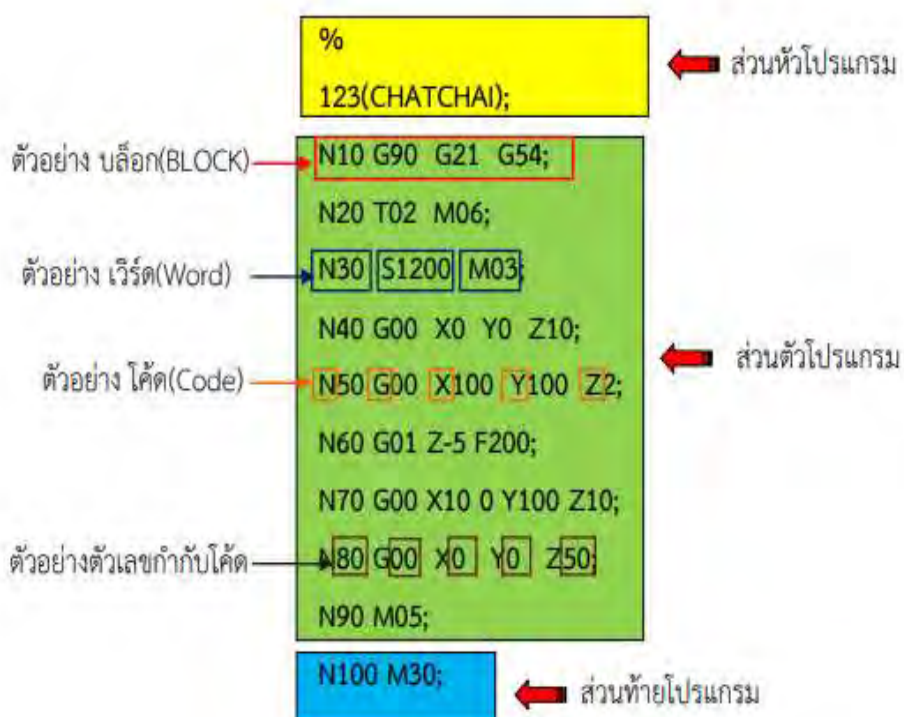 %
123(CHATCHAI);
ส่วนหัวโปรแกรม
ตัวอย่าง บล็อก(BLOCK)
N10 G90 G21 G54;
N20 T02 M06;
ตัวอย่าง เวิร์ด(Word)
N30 S1200 M03;
N40 G00 X0 Y0 Z10;
ส่วนตัวโปรแกรม
ตัวอย่าง โค้ด(Code)
N50 G00 X100 Y100 Z2;
N60 G01 Z-5 F200;
N70 G00 X10 0 Y100 Z10;
ตัวอย่างตัวเลขกำกับโค้ด
N80 G00 X0 Y0 Z50;
N90 M05;
N100 M30;
ส่วนท้ายโปรแกรม